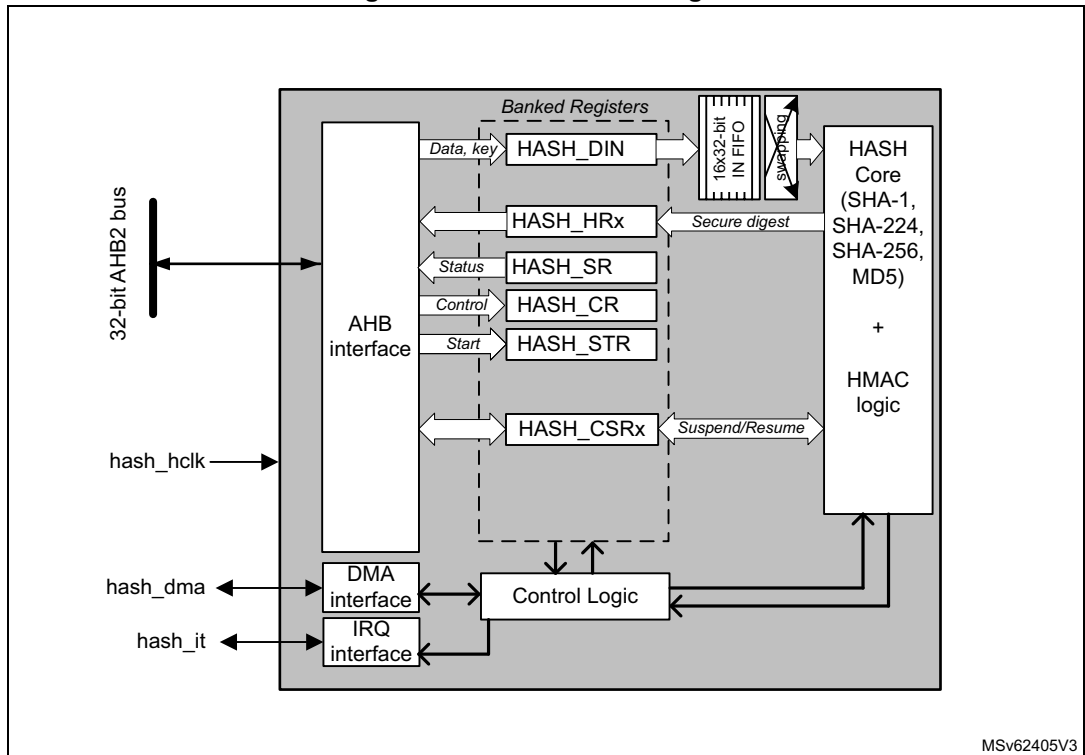 Banked Registers
32-bit AHB2 bus
AHB
interface
Data, key
HASH_DIN
16x32-bit
IN FIFO
swapping
HASH
Core
(SHA-1,
SHA-224,
SHA-256,
MD5)
+
HMAC
logic
HASH_HRx
Secure digest
Status
HASH_SR
Control
HASH_CR
Start
HASH_STR
HASH_CSRx
Suspend/Resume
hash_hclk
hash_dma
DMA
interface
Control Logic
hash_it
IRQ
interface
MSv62405V3